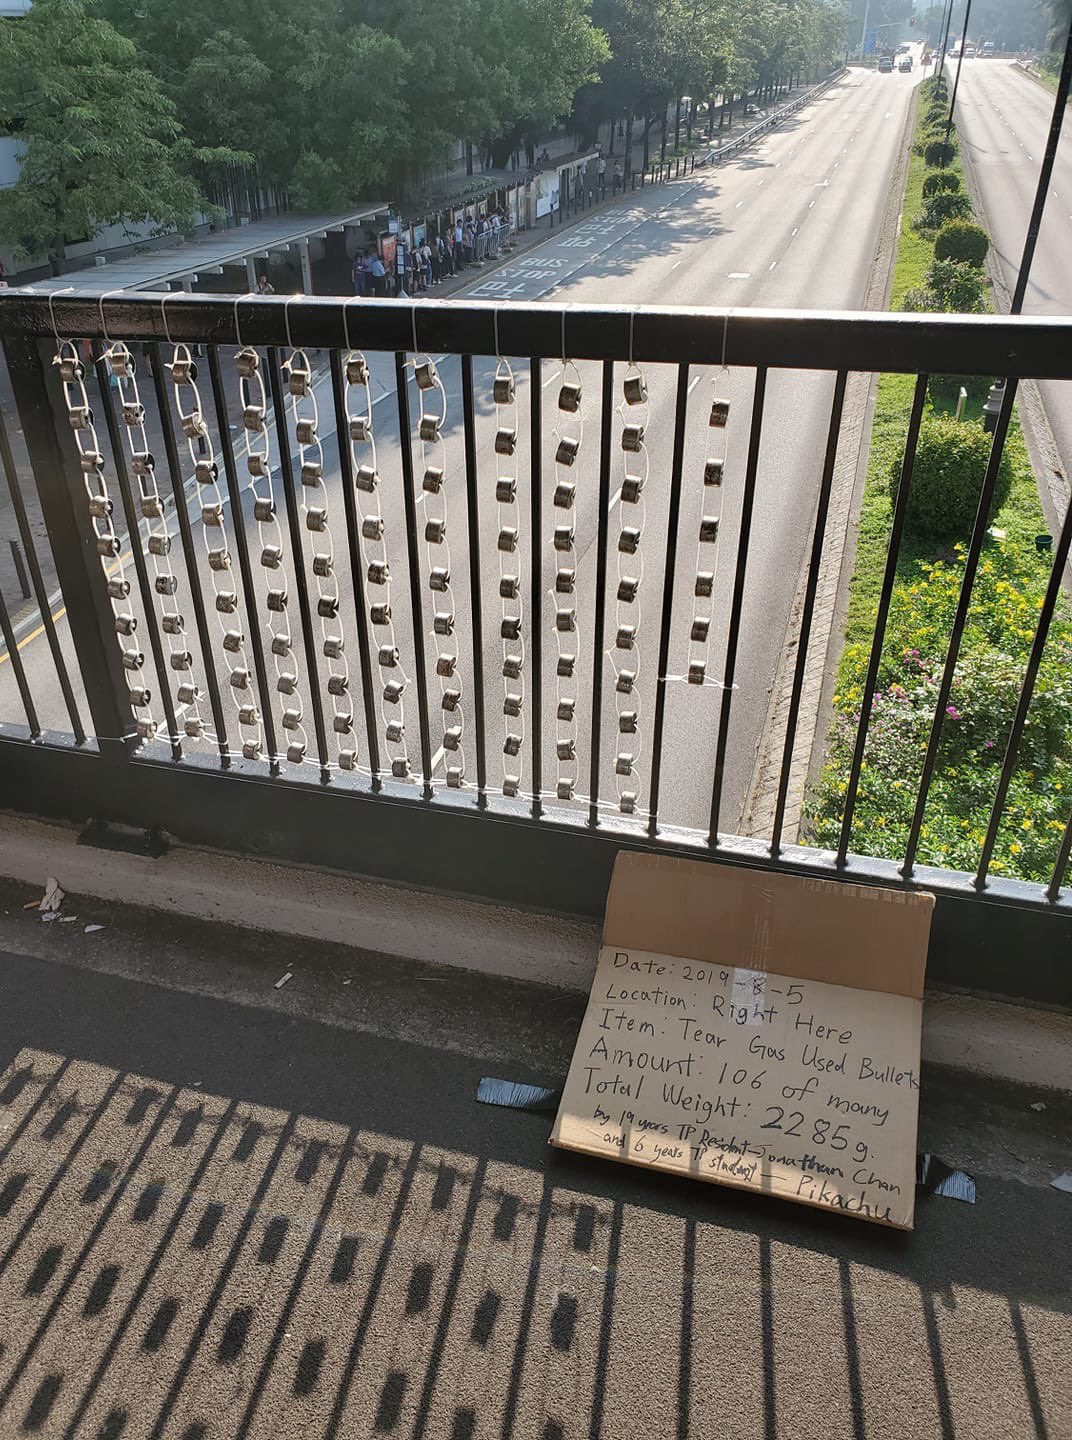 BUS
STOP
Date: 2019-8-5
Location: Right Here
Item: Tear Gas Used Bullets
Amount: 106 of many
Total Weight: 2285g.
by 19 years TP Resident - Jonathan Chan
and 6 years TP student - Pikachu